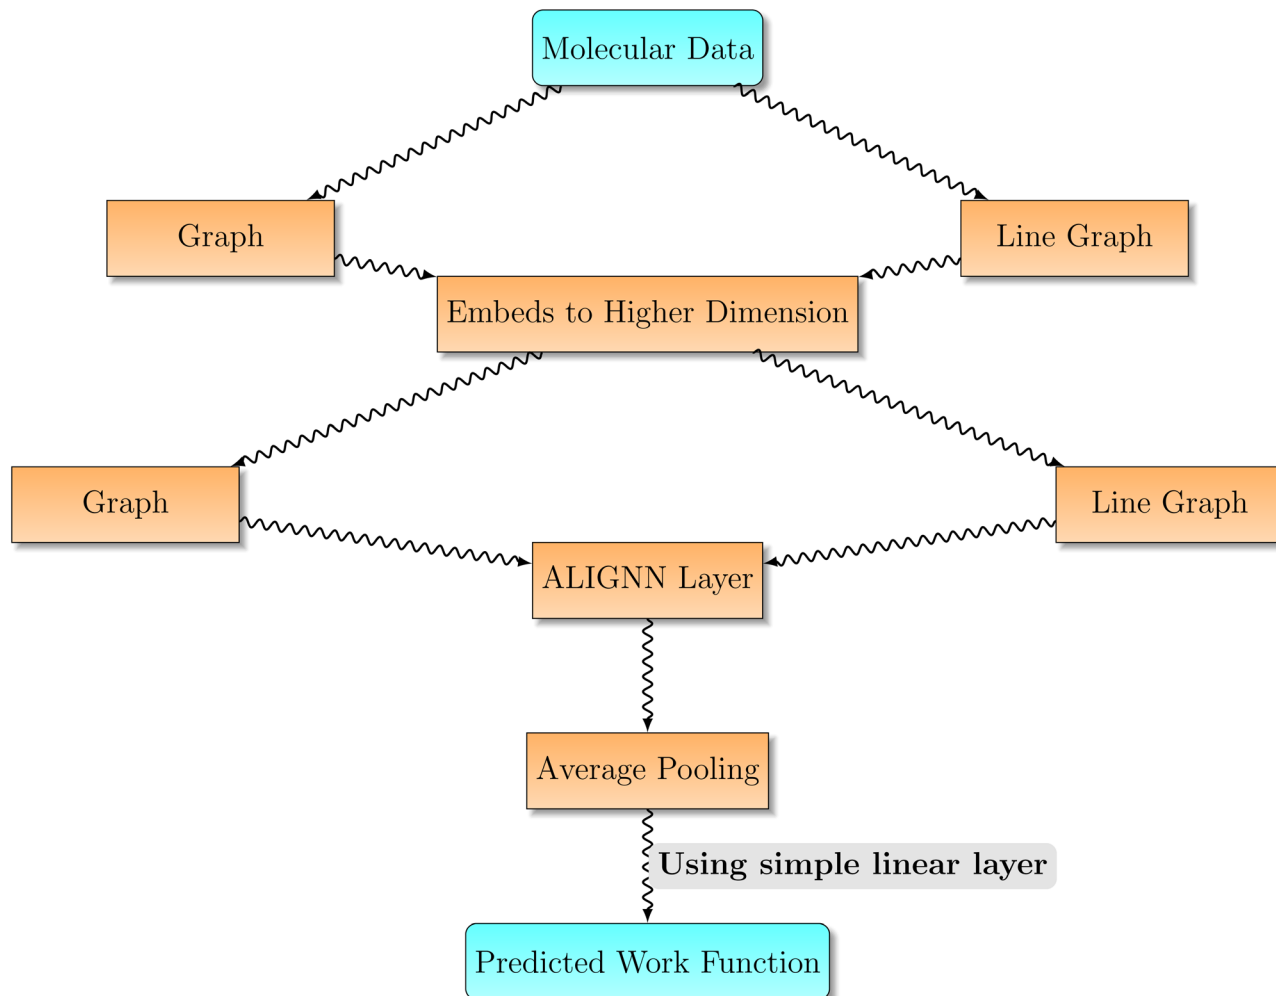 Molecular Data
Graph
Line Graph
Embeds to Higher Dimension
Graph
Line Graph
ALIGNN Layer
Average Pooling
Using simple linear layer
Predicted Work Function